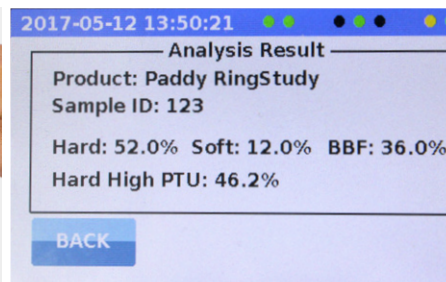 2017-05-12 13:50:21
Analysis Result
Product: Paddy RingStudy
Sample ID: 123
Hard: 52.0% Soft: 12.0% BBF: 36.0%
Hard High PTU: 46.2%
BACK